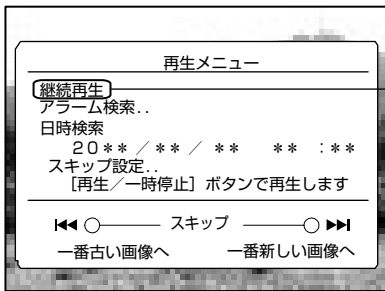 再生メニュー
継続再生
アラーム検索..
日時検索
２０＊＊／＊＊／ ＊＊　＊＊ ：＊＊
スキップ設定..
［再生／一時停止］ボタンで再生します
スキップ
一番古い画像へ　一番新しい画像へ